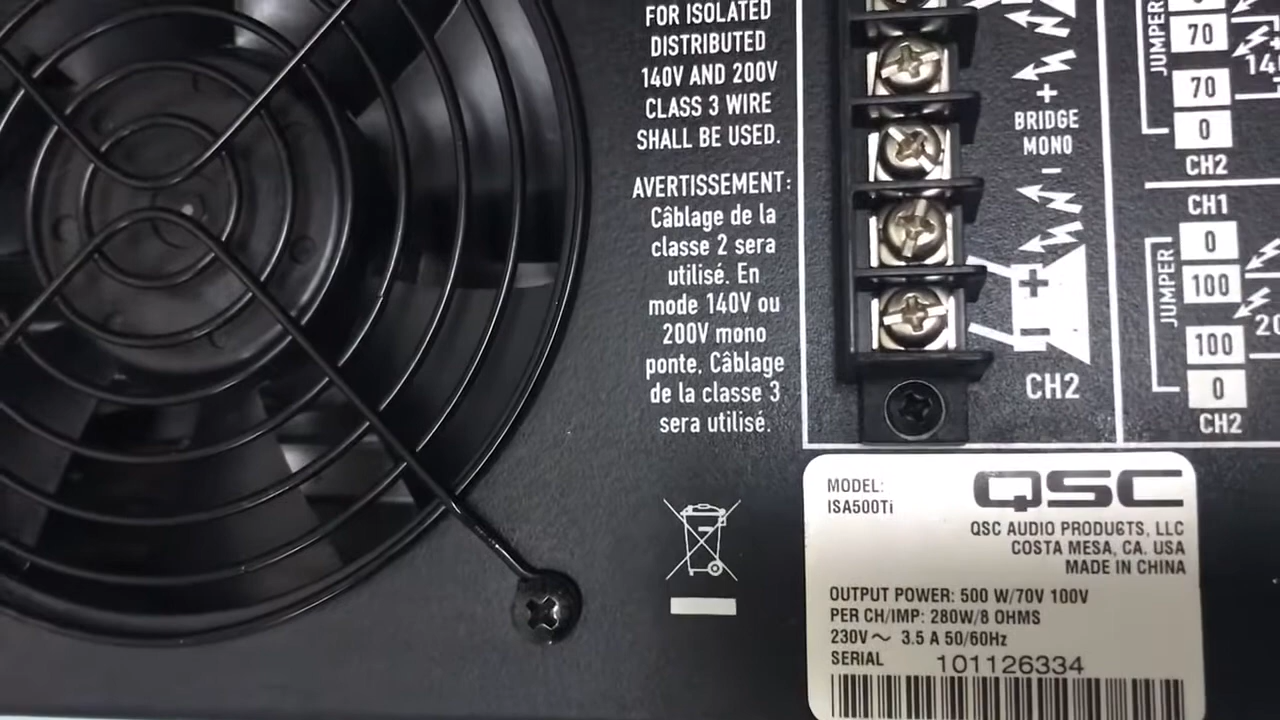 FOR ISOLATED
DISTRIBUTED
140V AND 200V
CLASS 3 WIRE
SHALL BE USED.
AVERTISSEMENT:
Câblage de la
classe 2 sera
utilisé. En
mode 140V ou
200V mono
ponte, Câblage
de la classe 3
sera utilisé.
+
BRIDGE
MONO
-
+
-
CH2
JUMPER
0
70
70
0
CH2
CH1
JUMPER
0
100
100
0
CH2
MODEL:
ISA500Ti
QSC
QSC AUDIO PRODU6TS, LLC
COSTA MESA, CA. USA
MADE IN CHINA
OUTPUT POWER: 500 W/70V 100V
PER CH/IMP: 280W/8 OHMS
230V～ 3.5 A 50/60Hz
SERIAL 101126334